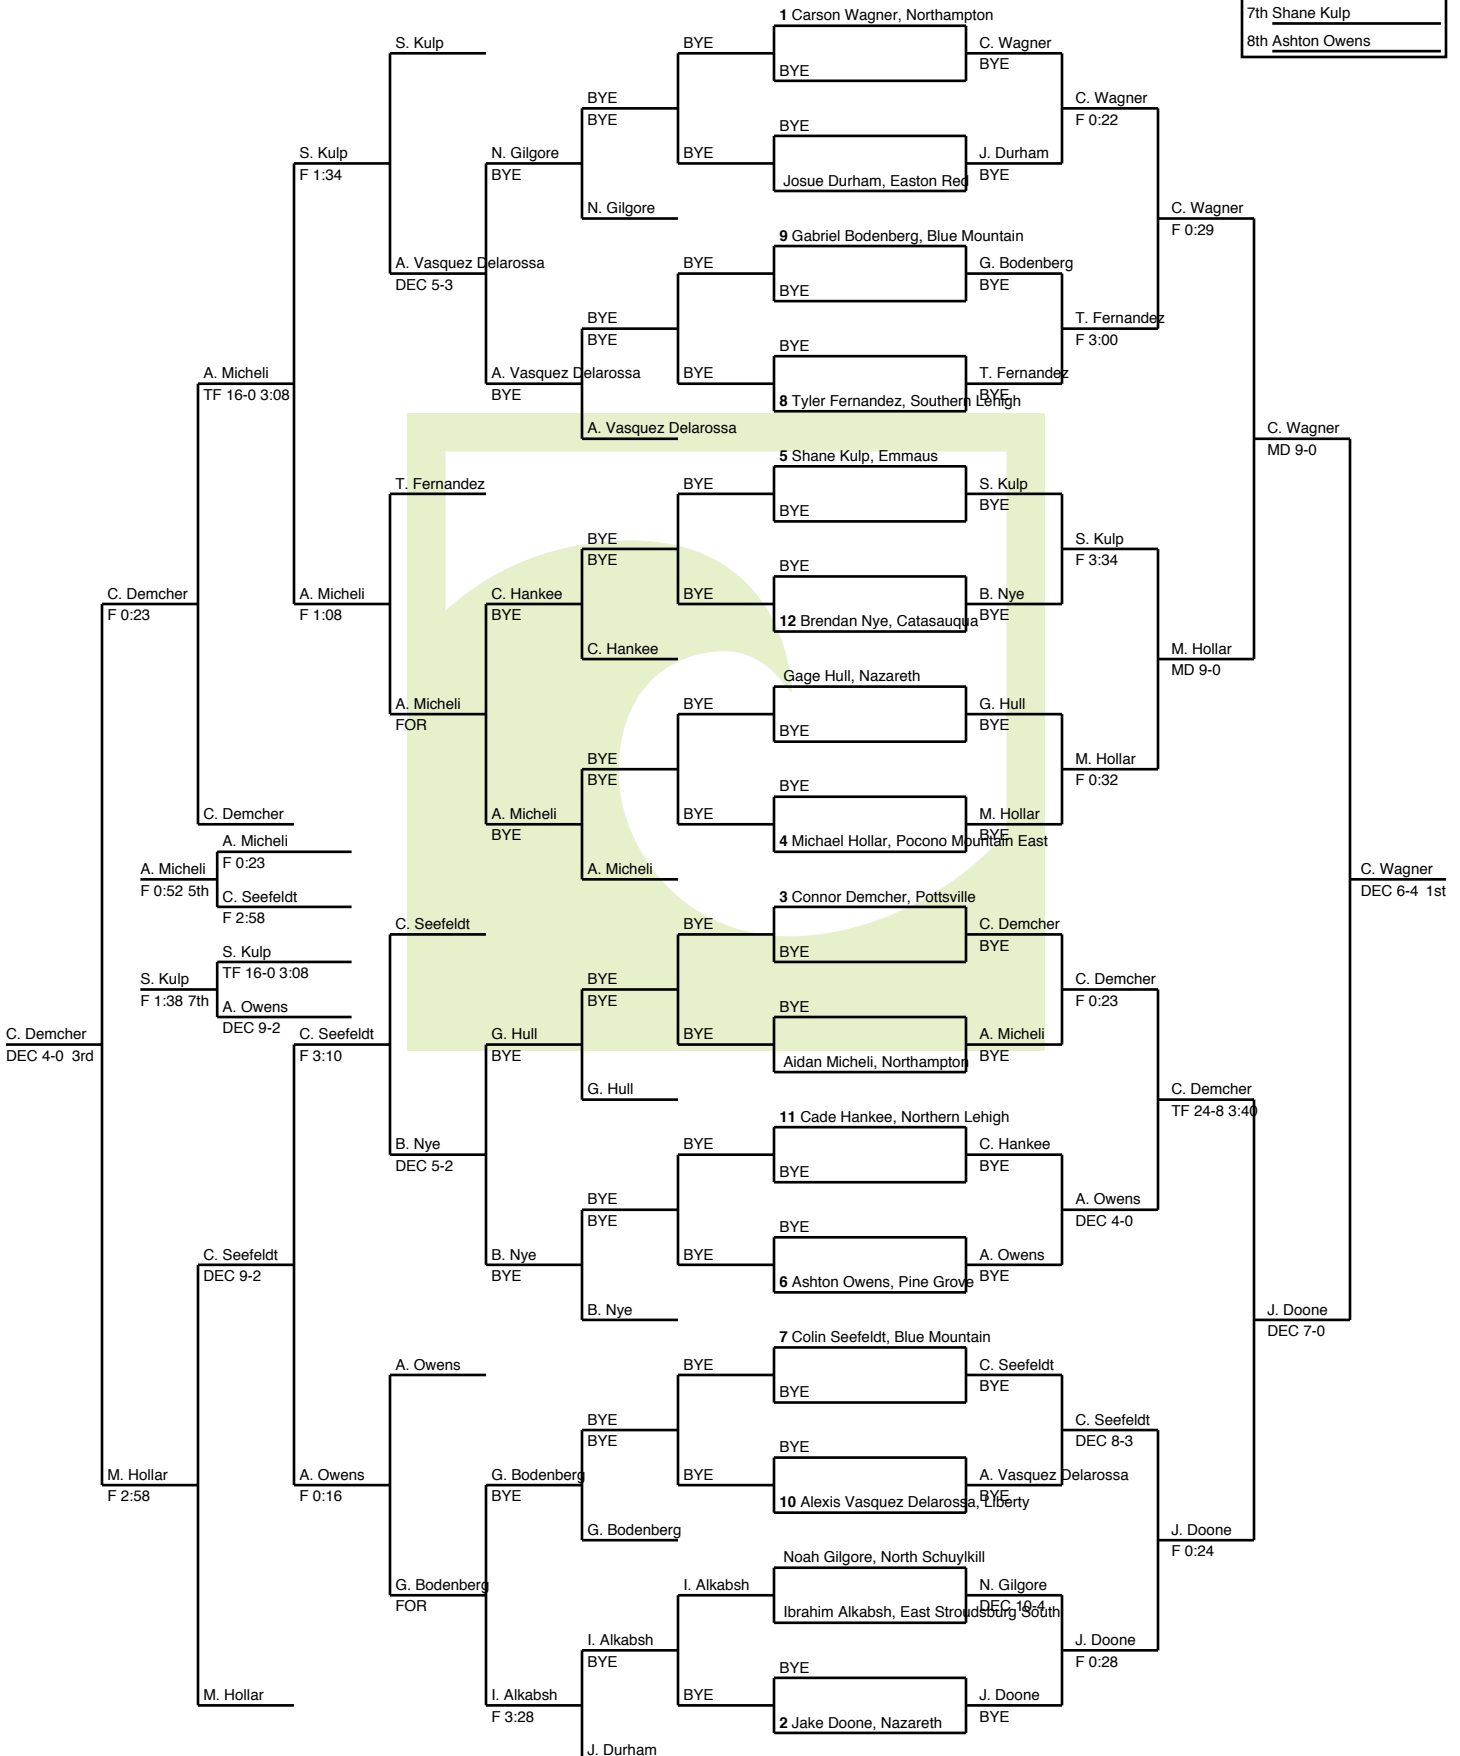 7th Shane Kulp
8th Ashton Owens
1 Carson Wagner, Northampton
S. Kulp
BYE
C. Wagner
BYE
BYE
BYE
C. Wagner
BYE
F 0:22
BYE
S. Kulp
F 1:34
N. Gilgore
BYE
BYE
J. Durham
BYE
Josue Durham, Easton Red
N. Gilgore
C. Wagner
F 0:29
9 Gabriel Bodenberg, Blue Mountain
A. Vasquez Delarossa
DEC 5-3
BYE
G. Bodenberg
BYE
BYE
BYE
BYE
T. Fernandez
F 3:00
BYE
A. Micheli
TF 16-0 3:08
A. Vasquez Delarossa
BYE
BYE
T. Fernandez
BYE
8 Tyler Fernandez, Southern Lehigh
A. Vasquez Delarossa
C. Wagner
MD 9-0
5 Shane Kulp, Emmaus
T. Fernandez
BYE
S. Kulp
BYE
BYE
BYE
BYE
S. Kulp
F 3:34
BYE
C. Demcher
F 0:23
A. Micheli
F 1:08
C. Hankee
BYE
BYE
B. Nye
BYE
12 Brendan Nye, Catasauqua
C. Hankee
M. Hollar
MD 9-0
Gage Hull, Nazareth
A. Micheli
FOR
BYE
G. Hull
BYE
BYE
BYE
BYE
M. Hollar
F 0:32
BYE
C. Demcher
A. Micheli
BYE
BYE
M. Hollar
BYE
4 Michael Hollar, Pocono Mountain East
A. Micheli
F 0:23
A. Micheli
F 0:52 5th
A. Micheli
C. Wagner
DEC 6-4 1st
C. Seefeldt
F 2:58
3 Connor Demcher, Pottsville
C. Seefeldt
BYE
C. Demcher
BYE
BYE
S. Kulp
TF 16-0 3:08
S. Kulp
F 1:38 7th
BYE
BYE
C. Demcher
F 0:23
A. Owens
DEC 9-2
BYE
C. Demcher
DEC 4-0 3rd
C. Seefeldt
F 3:10
G. Hull
BYE
BYE
A. Micheli
BYE
Aidan Micheli, Northampton
G. Hull
C. Demcher
TF 24-8 3:40
11 Cade Hankee, Northern Lehigh
B. Nye
DEC 5-2
BYE
C. Hankee
BYE
BYE
BYE
BYE
A. Owens
DEC 4-0
BYE
C. Seefeldt
DEC 9-2
B. Nye
BYE
BYE
A. Owens
BYE
6 Ashton Owens, Pine Grove
B. Nye
J. Doone
DEC 7-0
7 Colin Seefeldt, Blue Mountain
A. Owens
BYE
C. Seefeldt
BYE
BYE
BYE
BYE
C. Seefeldt
DEC 8-3
BYE
M. Hollar
F 2:58
A. Owens
F 0:16
G. Bodenberg
BYE
BYE
A. Vasquez Delarossa
BYE
10 Alexis Vasquez Delarossa, Liberty
G. Bodenberg
J. Doone
F 0:24
Noah Gilgore, North Schuylkill
G. Bodenberg
FOR
I. Alkabsh
N. Gilgore
DEC 10-4
Ibrahim Alkabsh, East Stroudsburg South
I. Alkabsh
BYE
J. Doone
F 0:28
BYE
M. Hollar
I. Alkabsh
F 3:28
BYE
J. Doone
BYE
2 Jake Doone, Nazareth
J. Durham